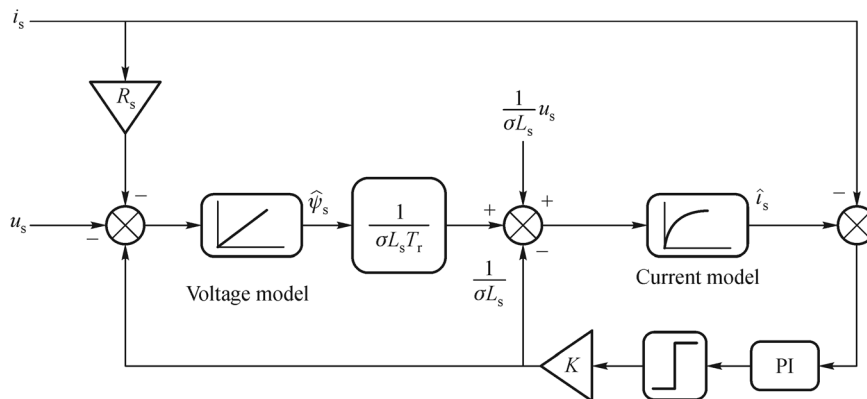 i_s
R_s
u_s
−
−
ψ̂_s
Voltage model
1/(σL_sT_r)
1/(σL_s) u_s
+
+
−
1/(σL_s)
î_s
Current model
−
K
PI